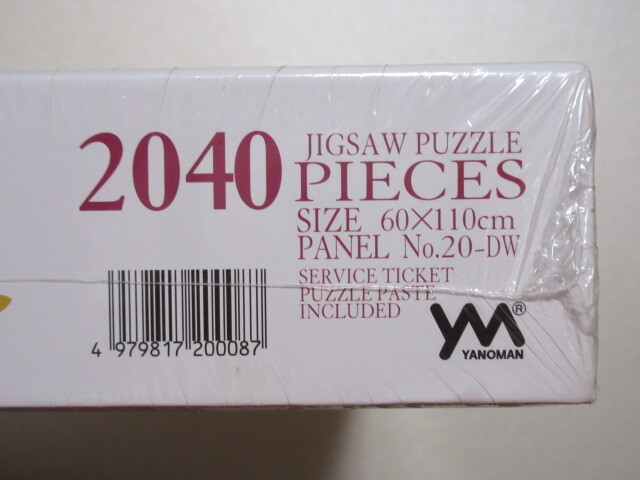 2040 JIGSAW PUZZLE
PIECES
SIZE 60×110cm
PANEL No.20-DW
SERVICE TICKET
PUZZLE PASTE
INCLUDED
4 979817 200087
YM®
YANOMAN